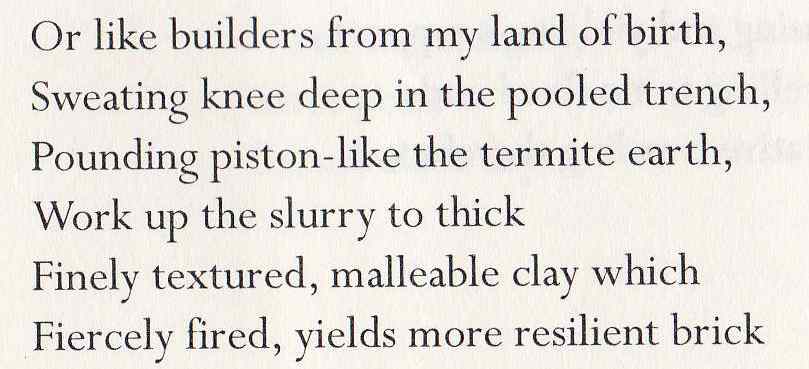 Or like builders from my land of birth,
Sweating knee deep in the pooled trench,
Pounding piston-like the termite earth,
Work up the slurry to thick
Finely textured, malleable clay which
Fiercely fired, yields more resilient brick